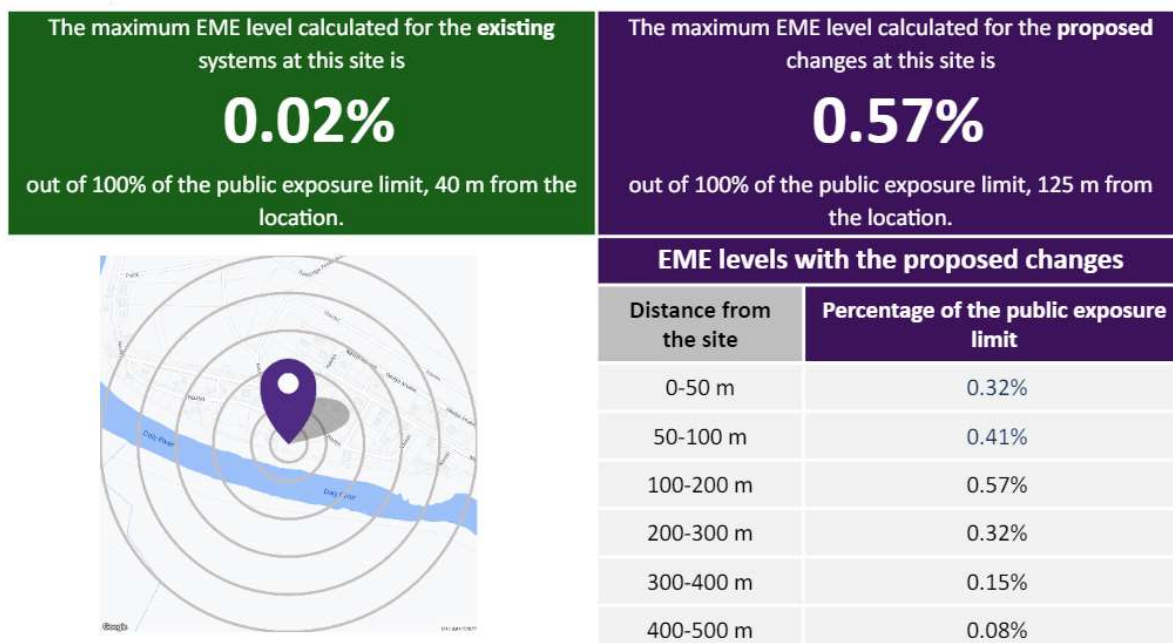 The maximum EME level calculated for the existing
systems at this site is
0.02%
out of 100% of the public exposure limit, 40 m from the
location.
The maximum EME level calculated for the proposed
changes at this site is
0.57%
out of 100% of the public exposure limit, 125 m from
the location.
Daly River
Google
EME levels with the proposed changes
Distance from
the site
Percentage of the public exposure
limit
0-50 m
0.32%
50-100 m
0.41%
100-200 m
0.57%
200-300 m
0.32%
300-400 m
0.15%
400-500 m
0.08%